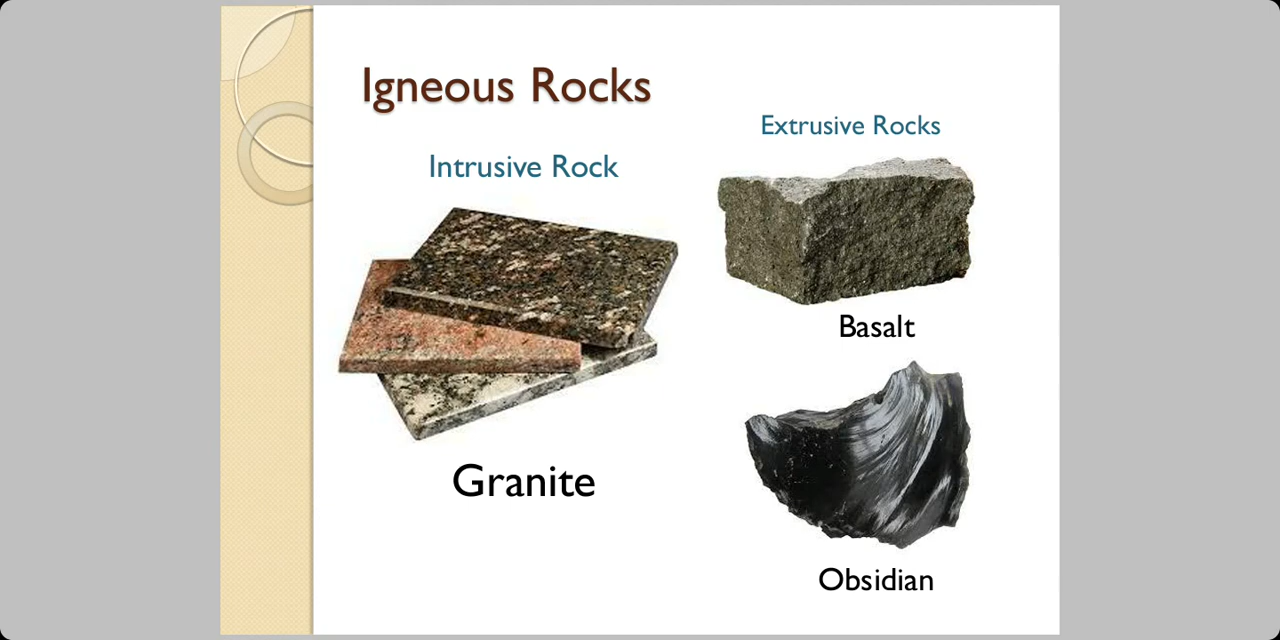 Igneous Rocks
Intrusive Rock
Granite
Extrusive Rocks
Basalt
Obsidian